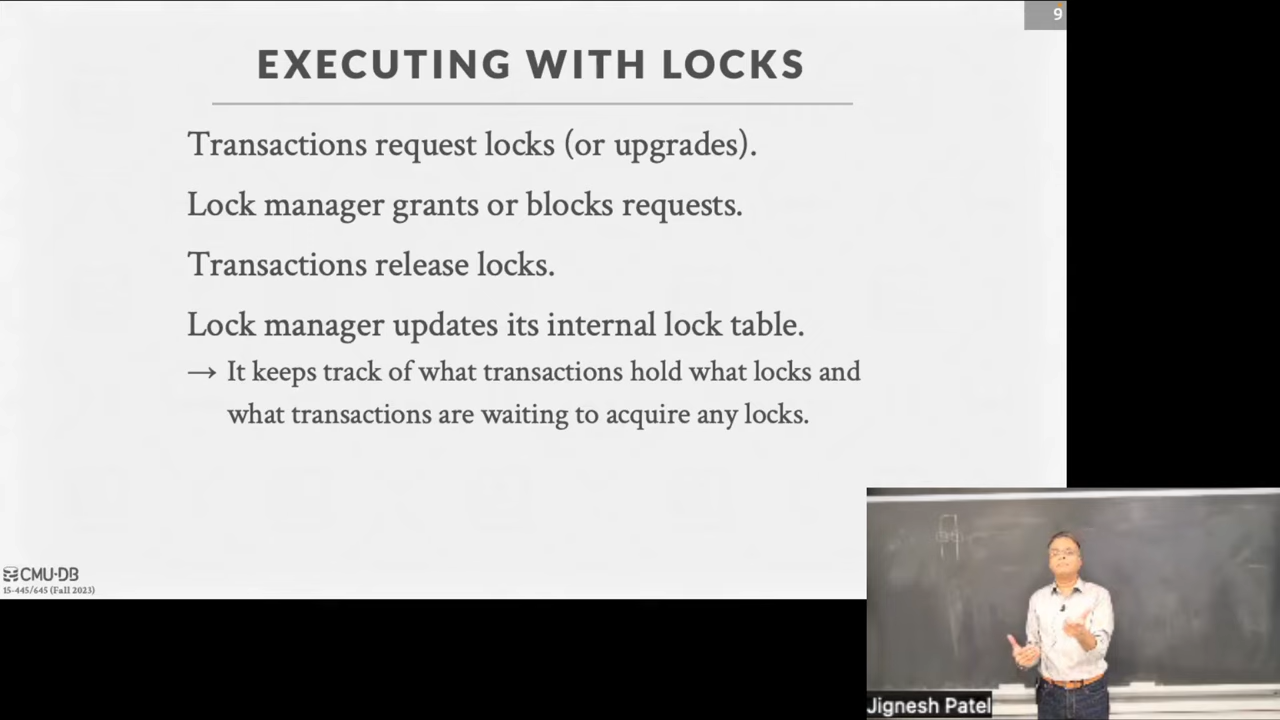 9
EXECUTING WITH LOCKS
Transactions request locks (or upgrades).
Lock manager grants or blocks requests.
Transactions release locks.
Lock manager updates its internal lock table.
→ It keeps track of what transactions hold what locks and
what transactions are waiting to acquire any locks.
CMU·DB
15-445/645 (Fall 2023)
Jignesh Patel